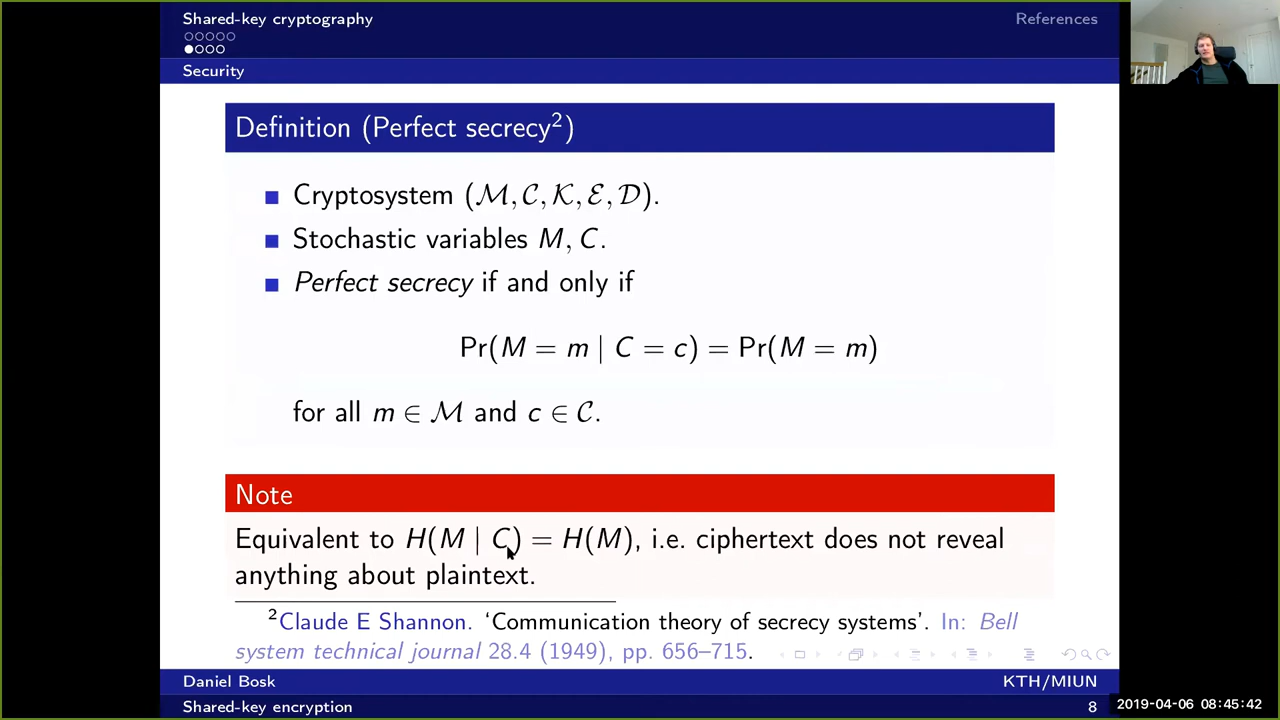 Shared-key cryptography
References
Security
Definition (Perfect secrecy²)
Cryptosystem (ℳ, 𝒞, 𝒦, ℰ, 𝒟).
Stochastic variables M, C.
Perfect secrecy if and only if
Pr(M = m | C = c) = Pr(M = m)
for all m ∈ ℳ and c ∈ 𝒞.
Note
Equivalent to H(M | C) = H(M), i.e. ciphertext does not reveal
anything about plaintext.
²Claude E Shannon. ‘Communication theory of secrecy systems’. In: Bell
system technical journal 28.4 (1949), pp. 656–715.
Daniel Bosk
KTH/MIUN
Shared-key encryption
8
2019-04-06 08:45:42